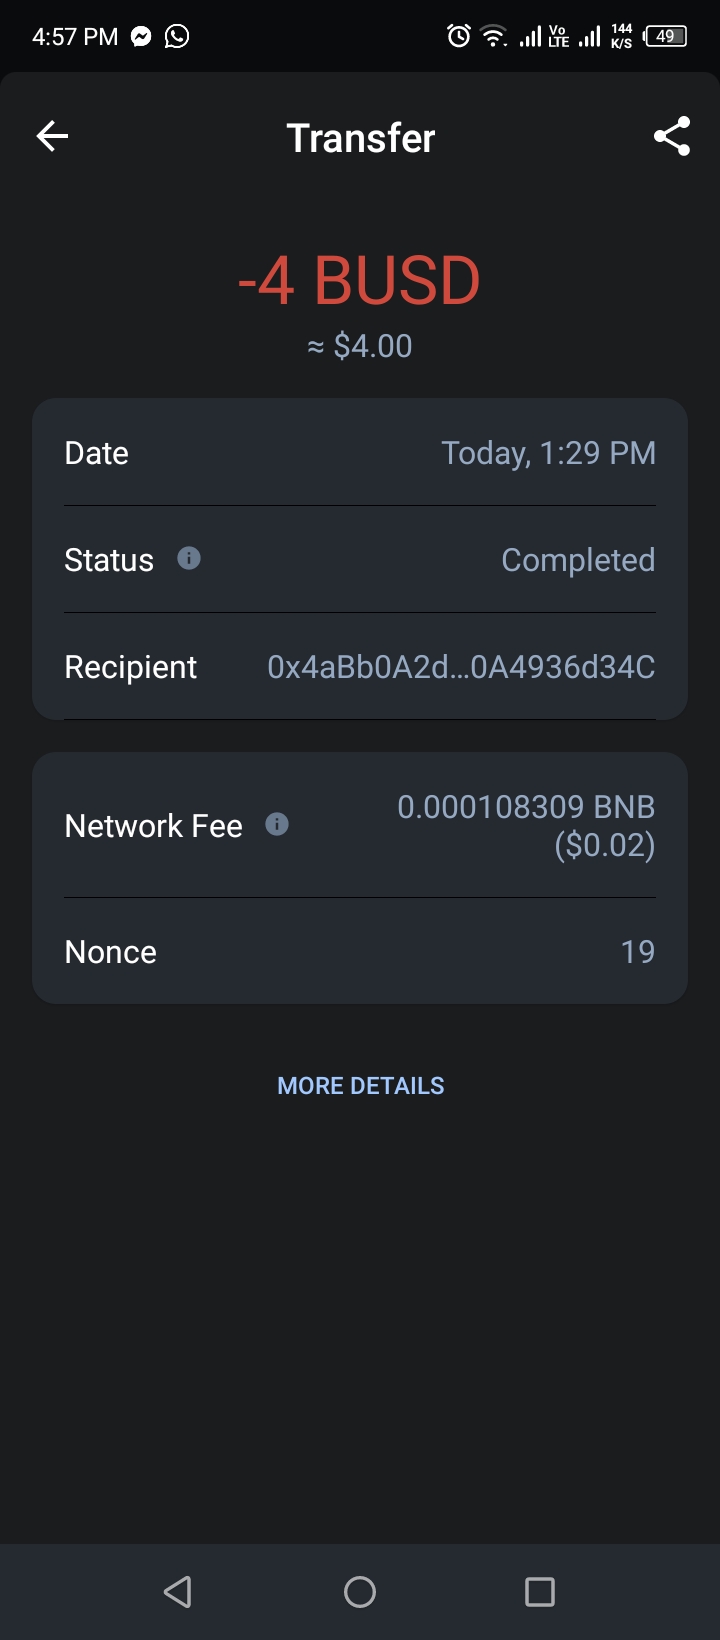 4:57 PM
Vo LTE
144 K/S
49
Transfer
-4 BUSD
≈ $4.00
Date Today, 1:29 PM
Status Completed
Recipient 0x4aBb0A2d...0A4936d34C
Network Fee 0.000108309 BNB
($0.02)
Nonce 19
MORE DETAILS